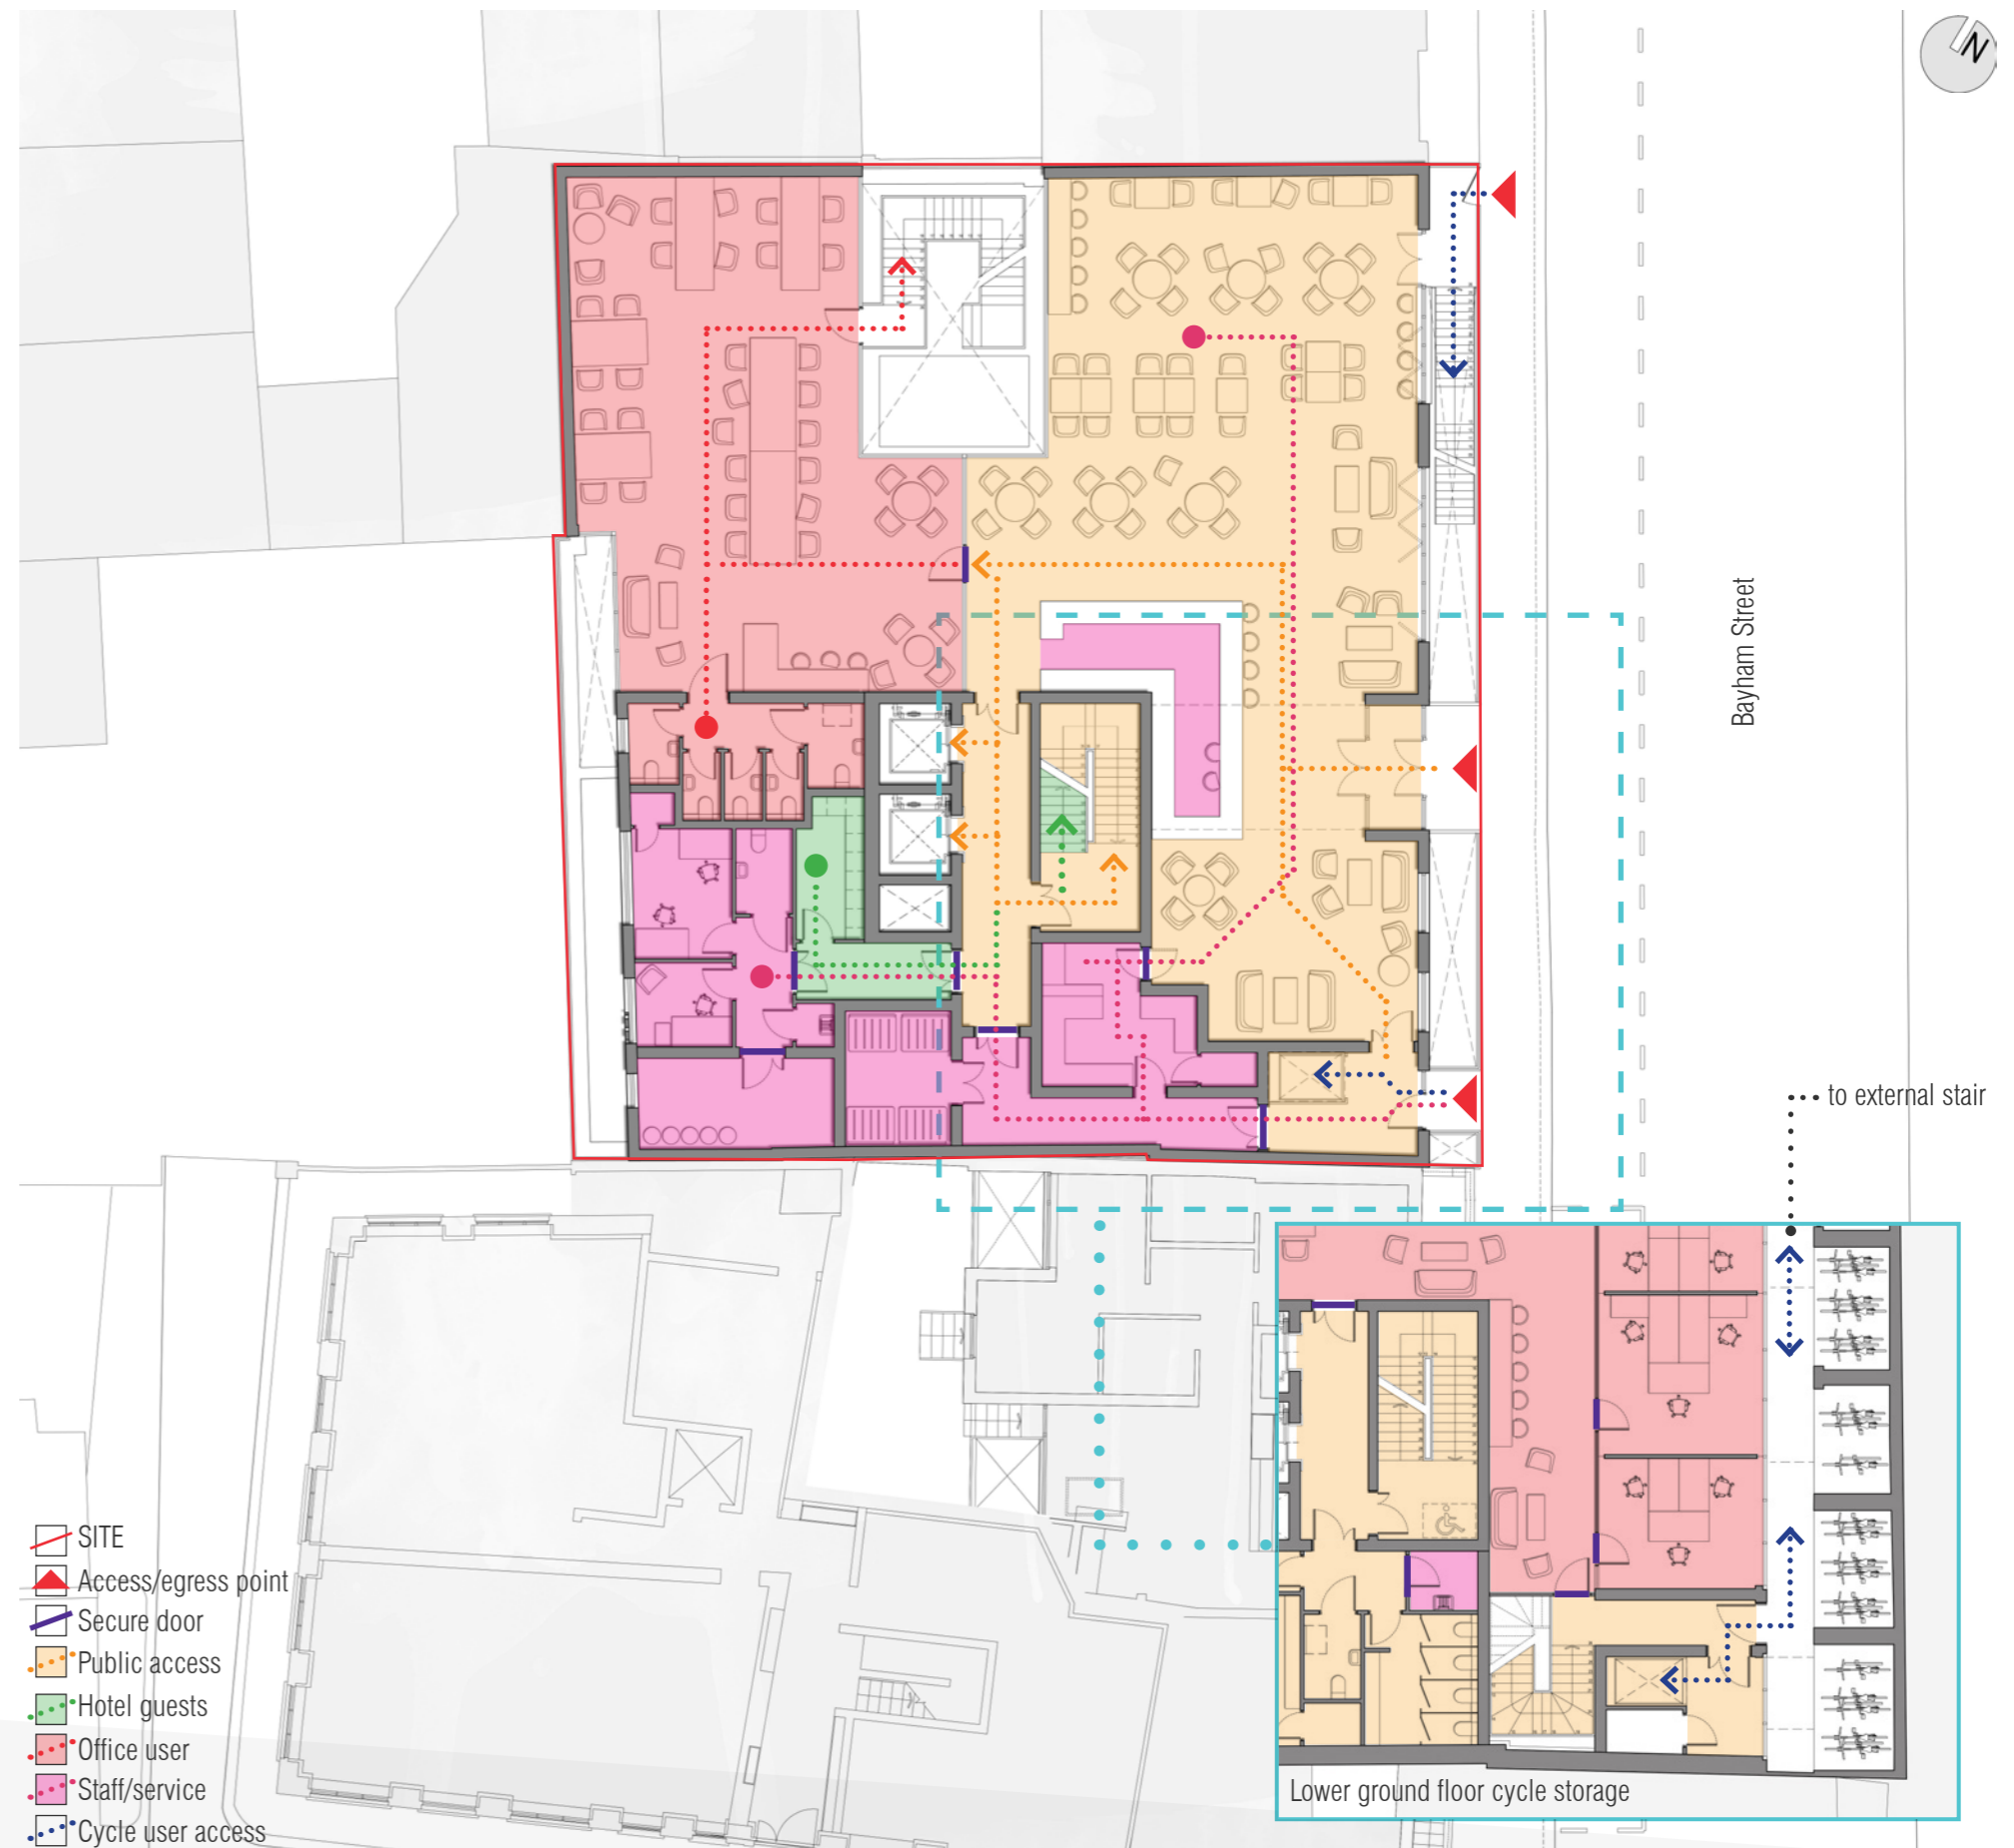 N
Bayham Street
to external stair
SITE
Access/egress point
Secure door
Public access
Hotel guests
Office user
Staff/service
Cycle user access
Lower ground floor cycle storage